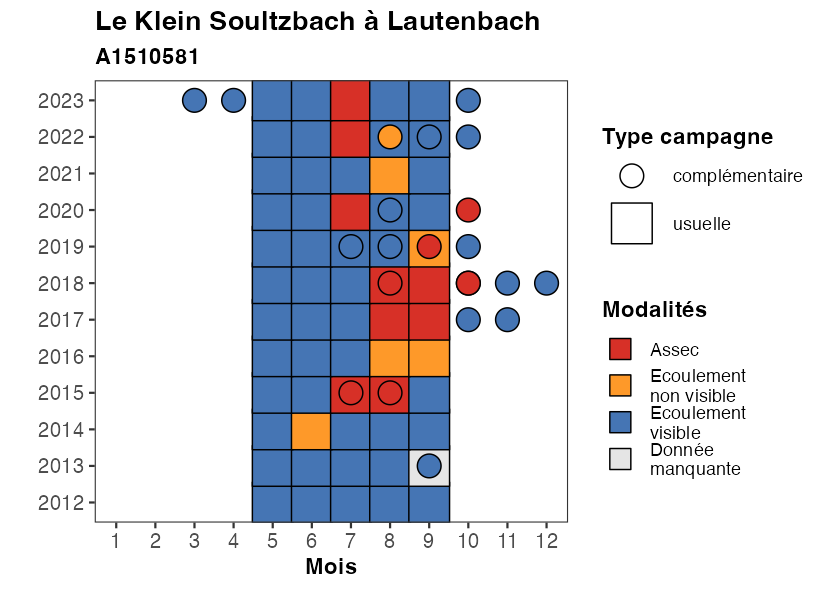 Le Klein Soultzbach à Lautenbach
A1510581
2023
2022
2021
2020
2019
2018
2017
2016
2015
2014
2013
2012
1 2 3 4 5 6 7 8 9 10 11 12
Mois
Type campagne
complémentaire
usuelle
Modalités
Assec
Ecoulement
non visible
Ecoulement
visible
Donnée
manquante